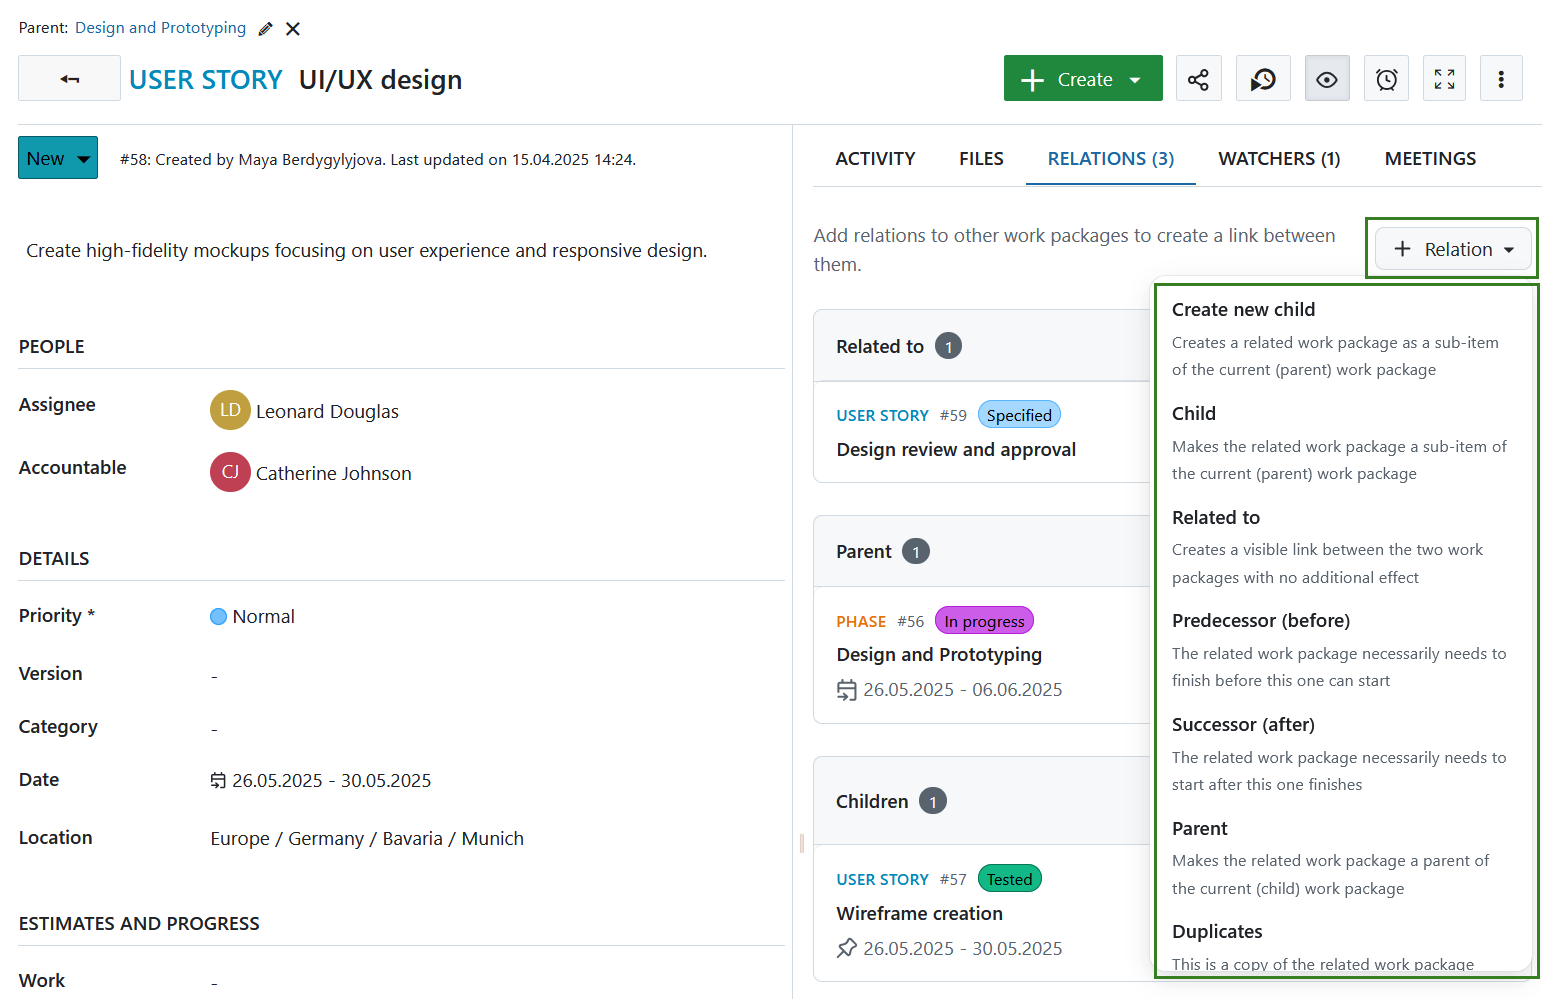 Parent: Design and Prototyping
USER STORY UI/UX design
Create
New
#58: Created by Maya Berdygylyjova. Last updated on 15.04.2025 14:24.
Create high-fidelity mockups focusing on user experience and responsive design.
PEOPLE
Assignee
LD Leonard Douglas
Accountable
CJ Catherine Johnson
DETAILS
Priority *
Normal
Version
-
Category
-
Date
26.05.2025 - 30.05.2025
Location
Europe / Germany / Bavaria / Munich
ESTIMATES AND PROGRESS
Work
-
ACTIVITY FILES RELATIONS (3) WATCHERS (1) MEETINGS
Add relations to other work packages to create a link between
them.
Relation
Related to 1
USER STORY #59 Specified
Design review and approval
Parent 1
PHASE #56 In progress
Design and Prototyping
26.05.2025 - 06.06.2025
Children 1
USER STORY #57 Tested
Wireframe creation
26.05.2025 - 30.05.2025
Create new child
Creates a related work package as a sub-item
of the current (parent) work package
Child
Makes the related work package a sub-item of
the current (parent) work package
Related to
Creates a visible link between the two work
packages with no additional effect
Predecessor (before)
The related work package necessarily needs to
finish before this one can start
Successor (after)
The related work package necessarily needs to
start after this one finishes
Parent
Makes the related work package a parent of
the current (child) work package
Duplicates
This is a copy of the related work package